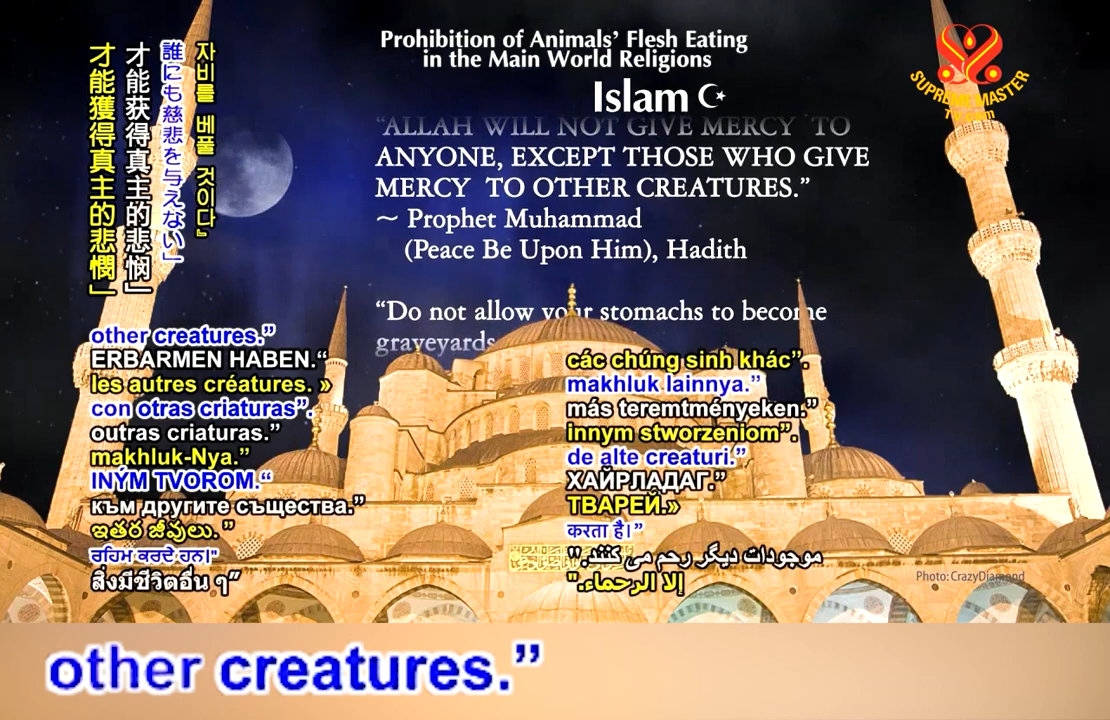 Prohibition of Animals’ Flesh Eating
in the Main World Religions
Islam
“ALLAH WILL NOT GIVE MERCY TO
ANYONE, EXCEPT THOSE WHO GIVE
MERCY TO OTHER CREATURES.”
~ Prophet Muhammad
(Peace Be Upon Him), Hadith
“Do not allow your stomachs to become
graveyards
SUPREME MASTER
자비를 베풀 것이다』
誰にも慈悲を与えない」
才能获得真主的悲悯」
才能獲得真主的悲憫」
other creatures.”
ERBARMEN HABEN.“
les autres créatures. »
con otras criaturas”.
outras criaturas.”
makhluk-Nya.”
INÝM TVOROM.“
към другите същества.”
ఇతర జీవులు.”
ਰਹਿਮ ਕਰਦੇ ਹਨ।"
สิ่งมีชีวิตอื่น ๆ”
các chúng sinh khác”.
makhluk lainnya.”
más teremtményeken.”
innym stworzeniom”.
de alte creaturi.”
ХАЙРЛАДАГ.”
ТВАРЕЙ.»
करता है।”
موجودات دیگر رحم می کنند."
إلا الرحماء."
Photo: CrazyDiamond
other creatures.”